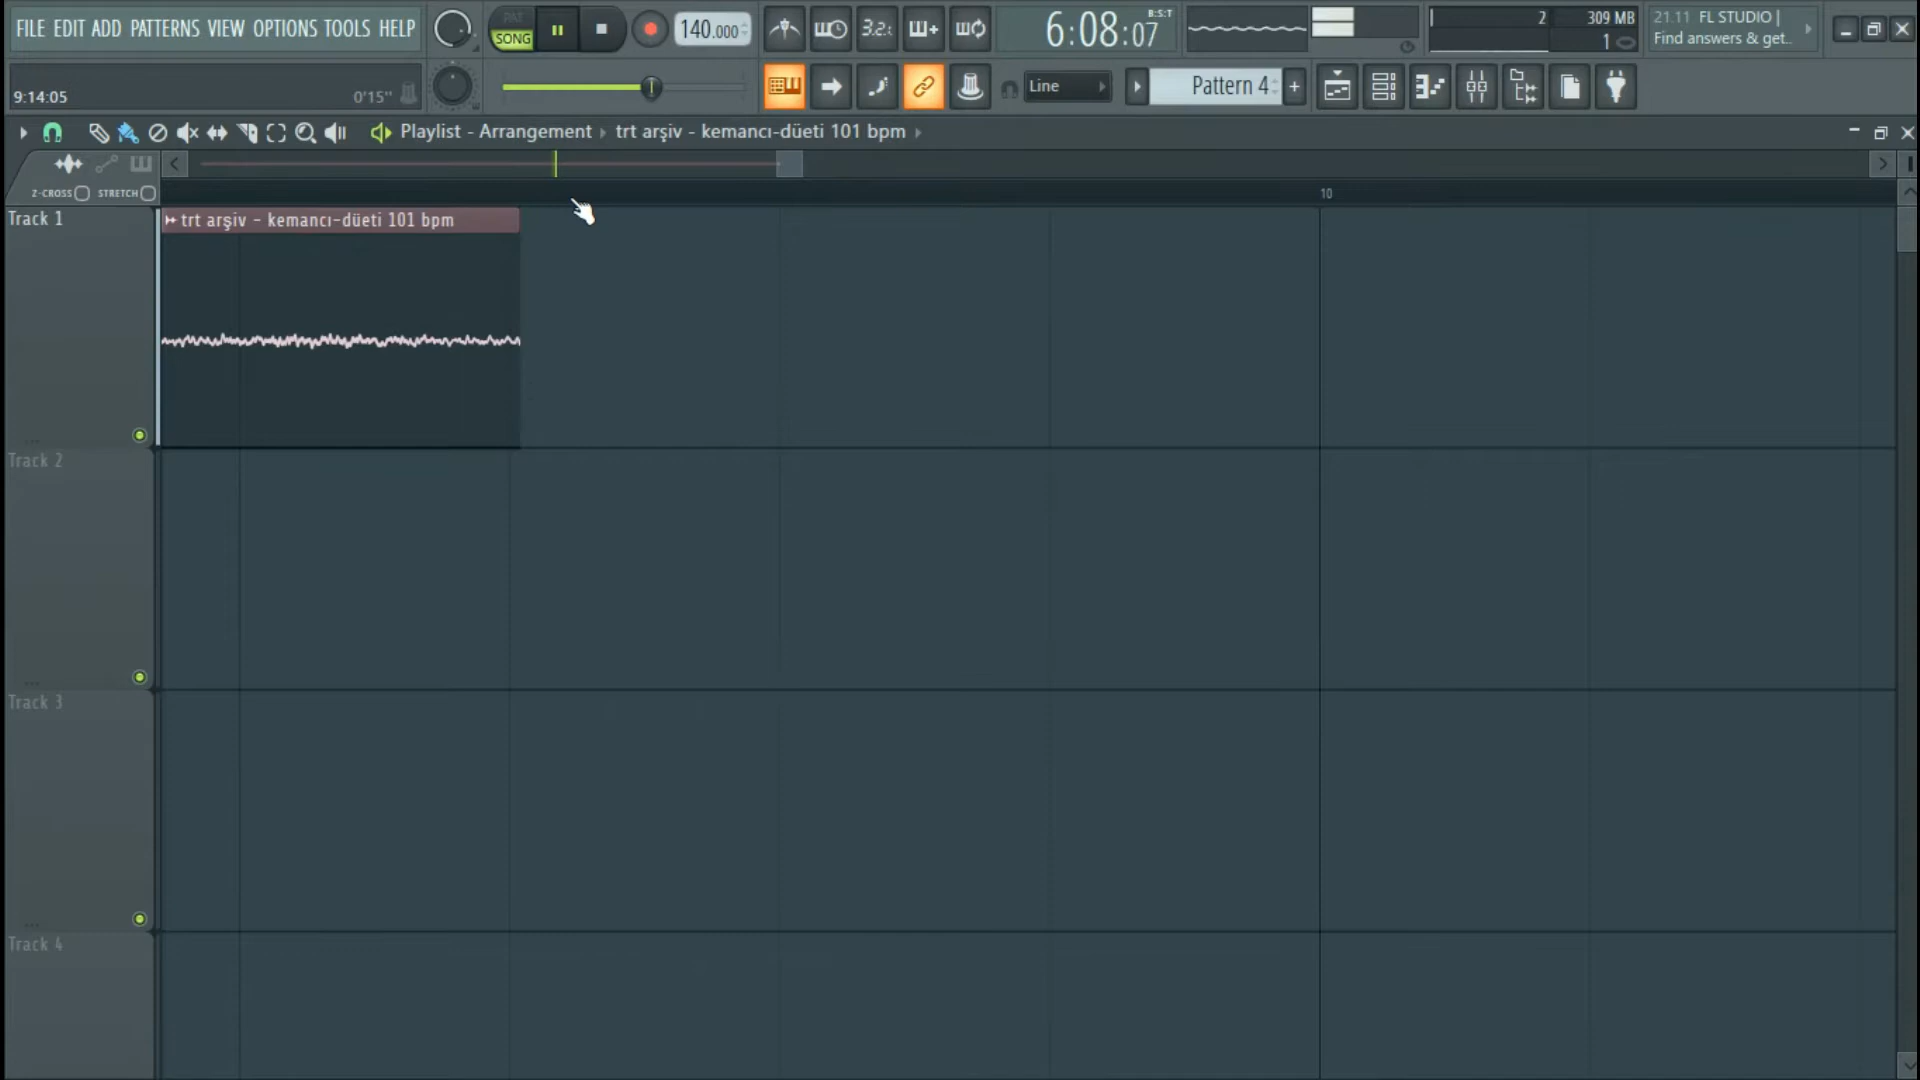 FILE EDIT ADD PATTERNS VIEW OPTIONS TOOLS HELP
PAT
SONG
140.000
3.2.
6:08:07
B:S:T
2
309 MB
1
21.11 FL STUDIO |
Find answers & get..
9:14:05
0'15"
Line
Pattern 4
Playlist - Arrangement
trt arşiv - kemancı-düeti 101 bpm
Z-CROSS
STRETCH
10
Track 1
trt arşiv - kemancı-düeti 101 bpm
Track 2
Track 3
Track 4